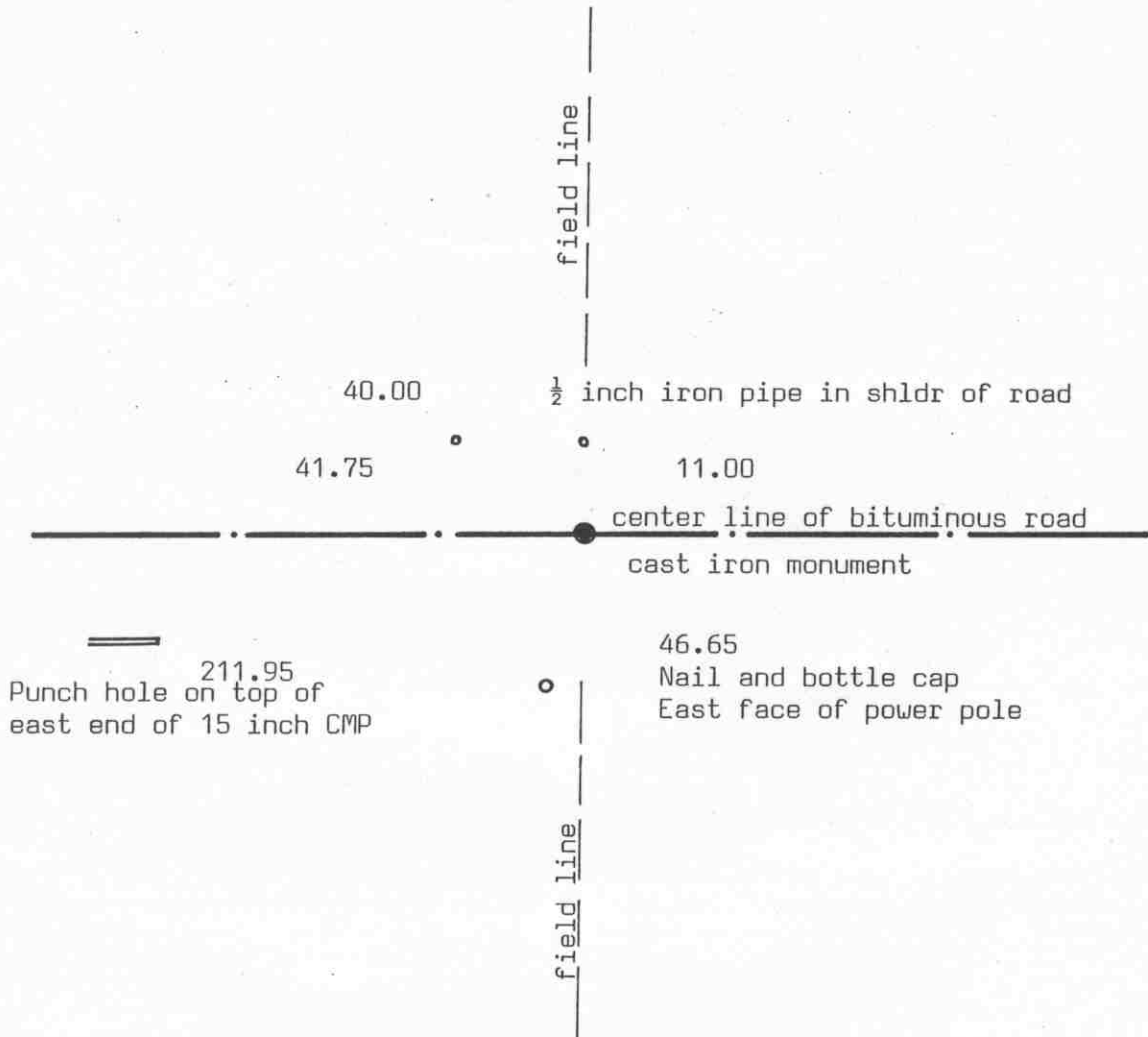 field line
40.00
½ inch iron pipe in shldr of road
41.75
11.00
center line of bituminous road
cast iron monument
211.95
Punch hole on top of
east end of 15 inch CMP
46.65
Nail and bottle cap
East face of power pole
field line